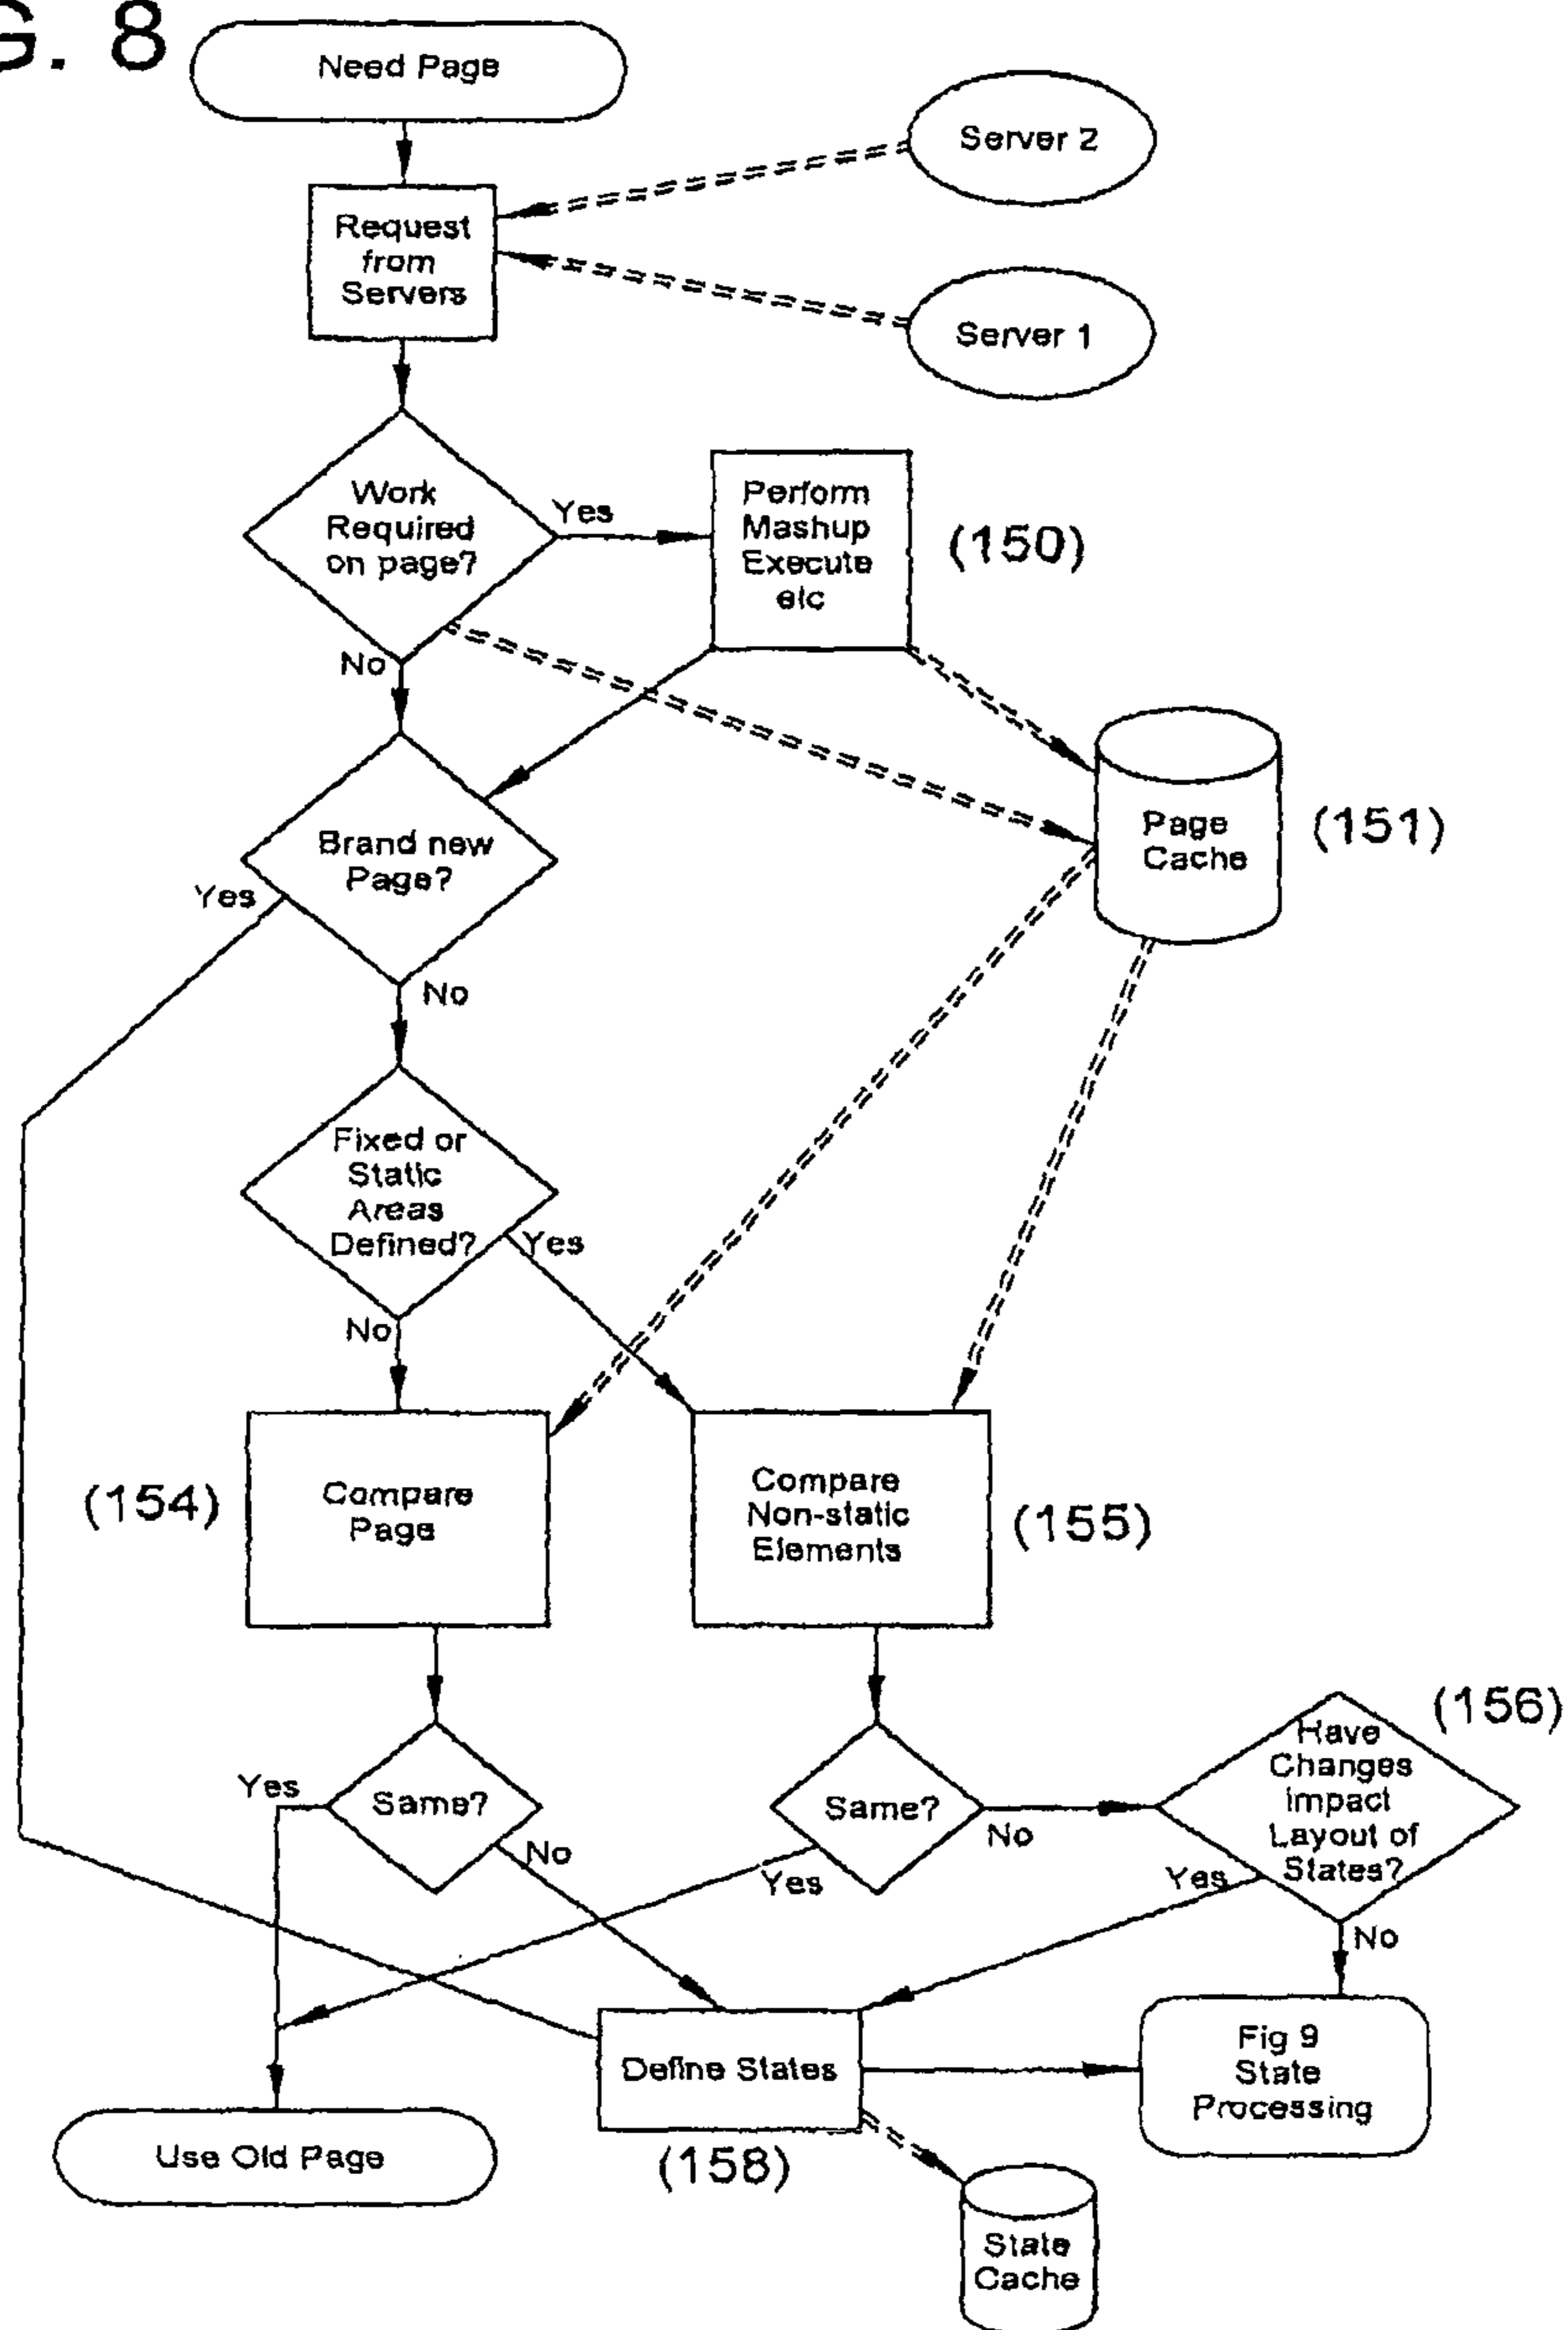 G. 8
Need Page
Server 2
Request
from
Servers
Server 1
Work
Required
on page?
Yes
Perform
Mashup
Execute
etc
(150)
No
Page
Cache
(151)
Brand new
Page?
Yes
No
Fixed or
Static
Areas
Defined?
Yes
No
(154)
Compare
Page
Compare
Non-static
Elements
(155)
(156)
Have
Changes
Impact
Layout of
States?
Yes
Same?
No
Same?
No
Yes
Yes
No
Define States
(158)
Fig 9
State
Processing
Use Old Page
State
Cache